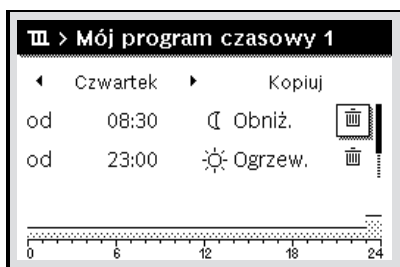 > Mój program czasowy 1
Czwartek Kopiuj
od 08:30 Obniż.
od 23:00 Ogrzew.
0 6 12 18 24